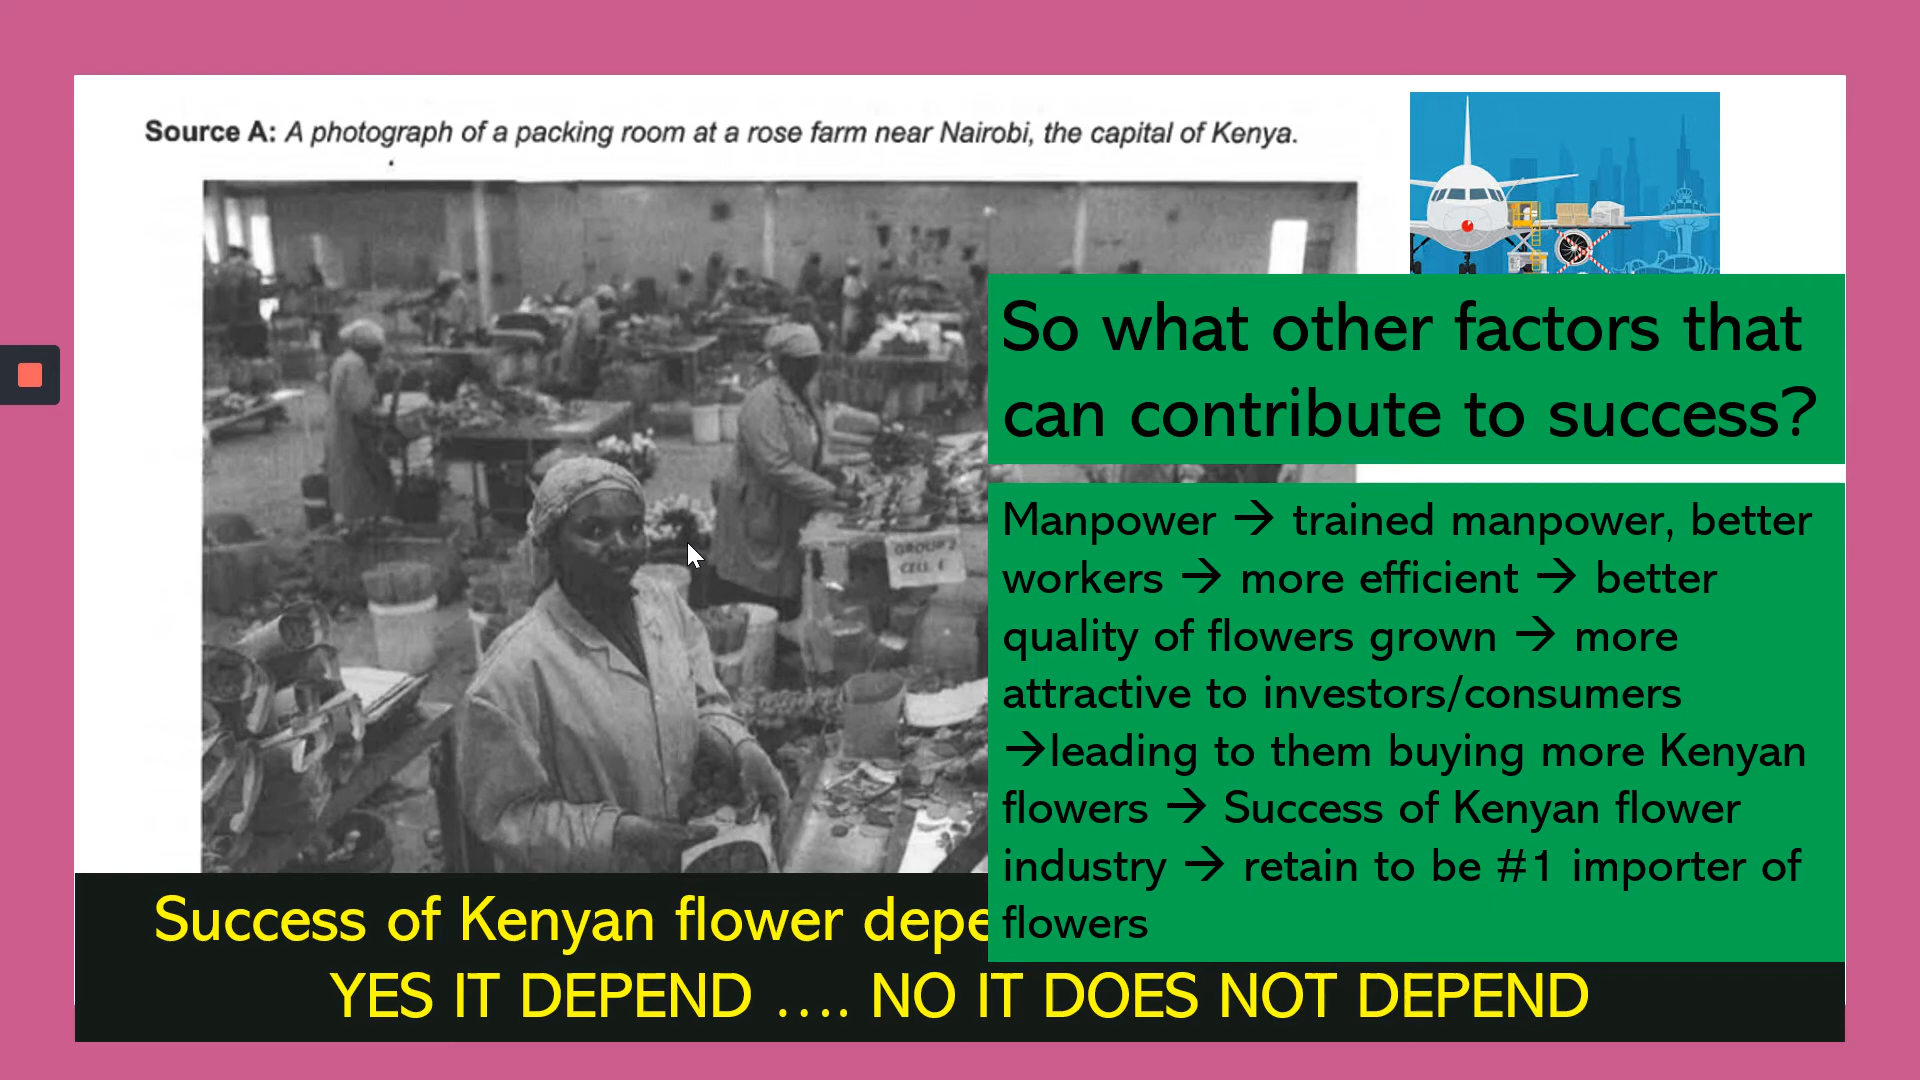 Source A: A photograph of a packing room at a rose farm near Nairobi, the capital of Kenya.
So what other factors that
can contribute to success?
GROUP 2
CELL
Manpower → trained manpower, better
workers → more efficient → better
quality of flowers grown → more
attractive to investors/consumers
→leading to them buying more Kenyan
flowers → Success of Kenyan flower
industry → retain to be #1 importer of
flowers
Success of Kenyan flower depe
YES IT DEPEND …. NO IT DOES NOT DEPEND